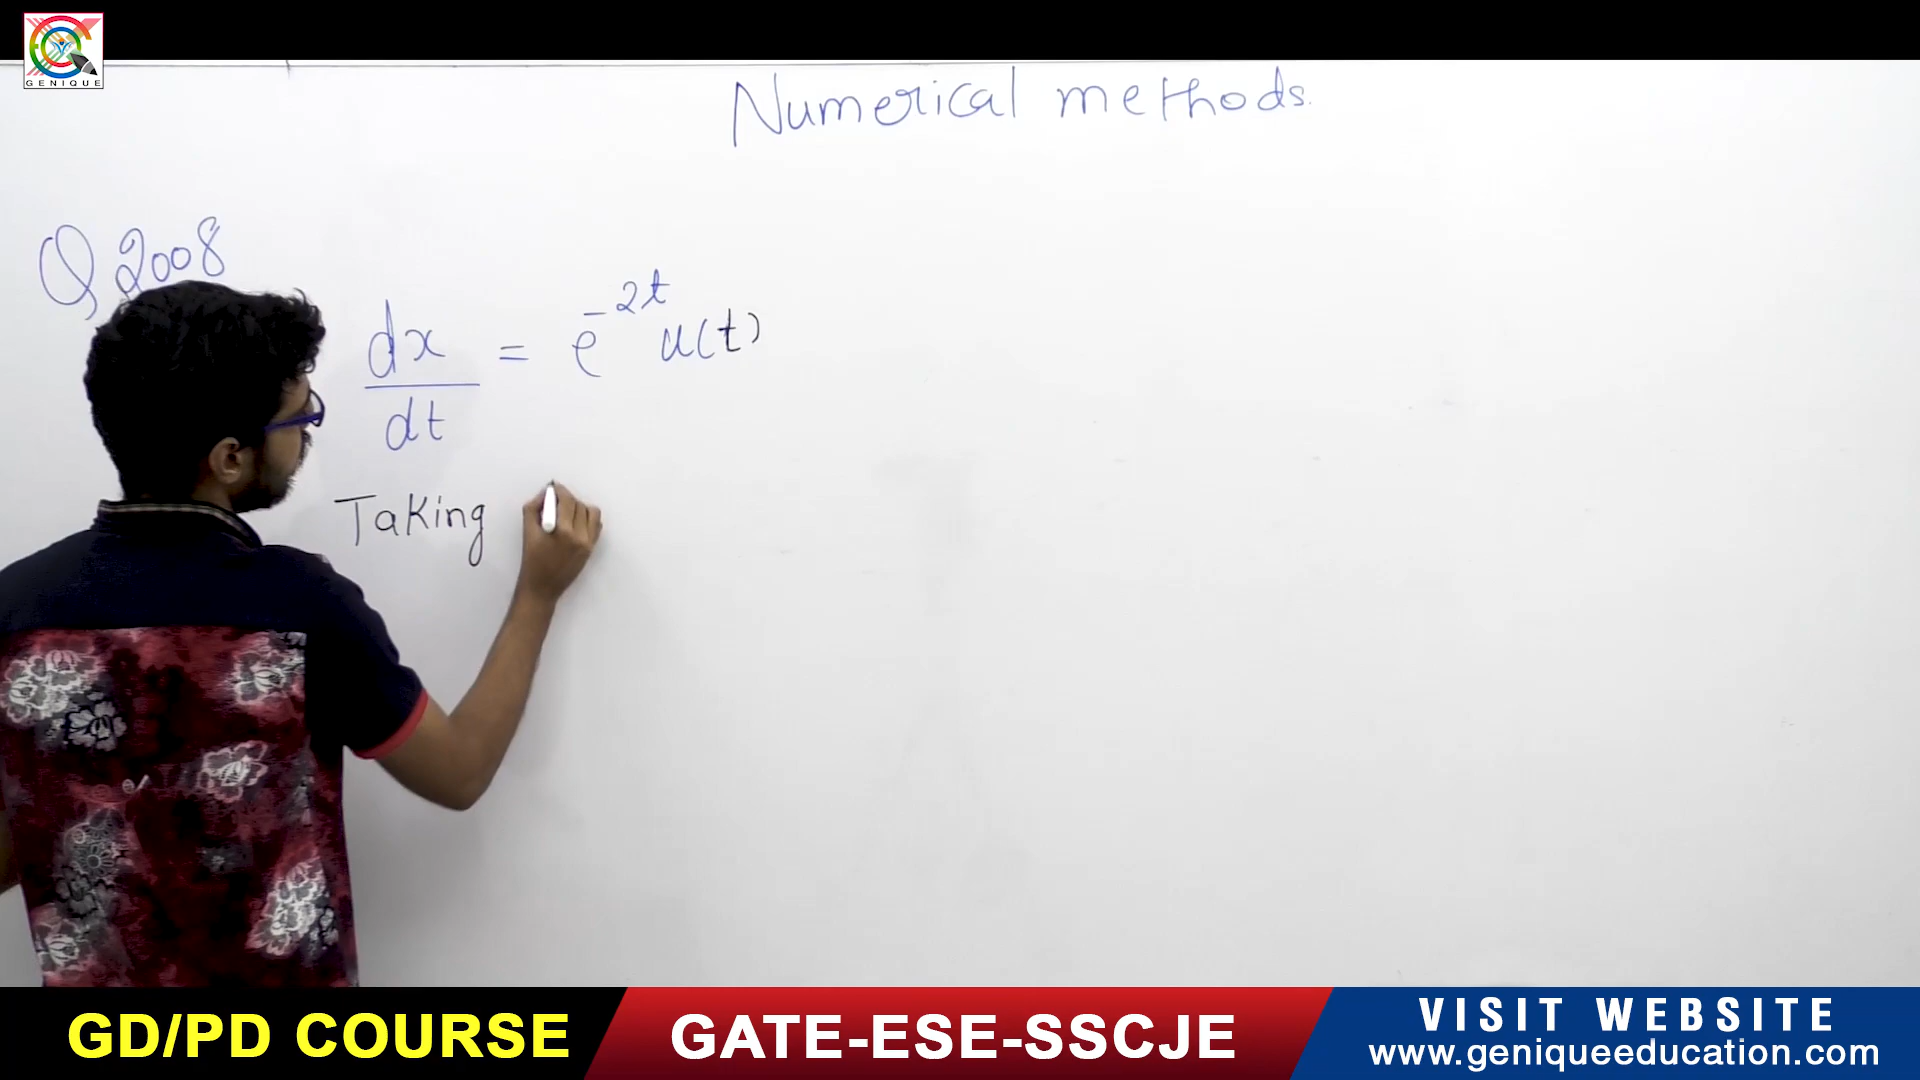 GENIQUE
Numerical methods.
Q 2008
dx/dt = e^-2t u(t)
Taking
GD/PD COURSE
GATE-ESE-SSCJE
VISIT WEBSITE
www.geniqueeducation.com